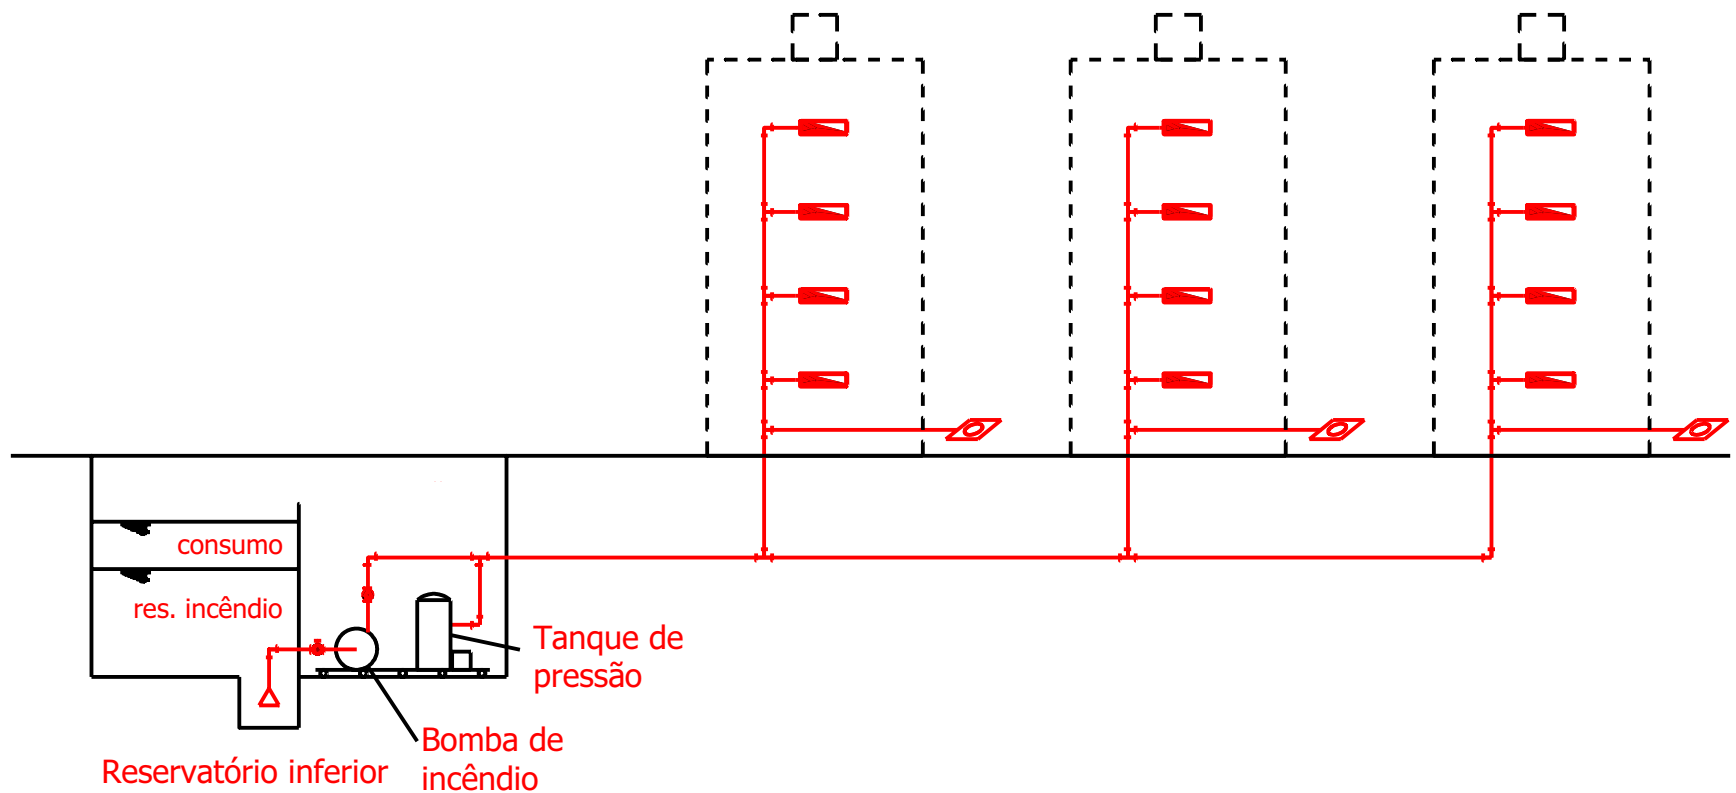 consumo
res. incêndio
Tanque de
pressão
Bomba de
incêndio
Reservatório inferior